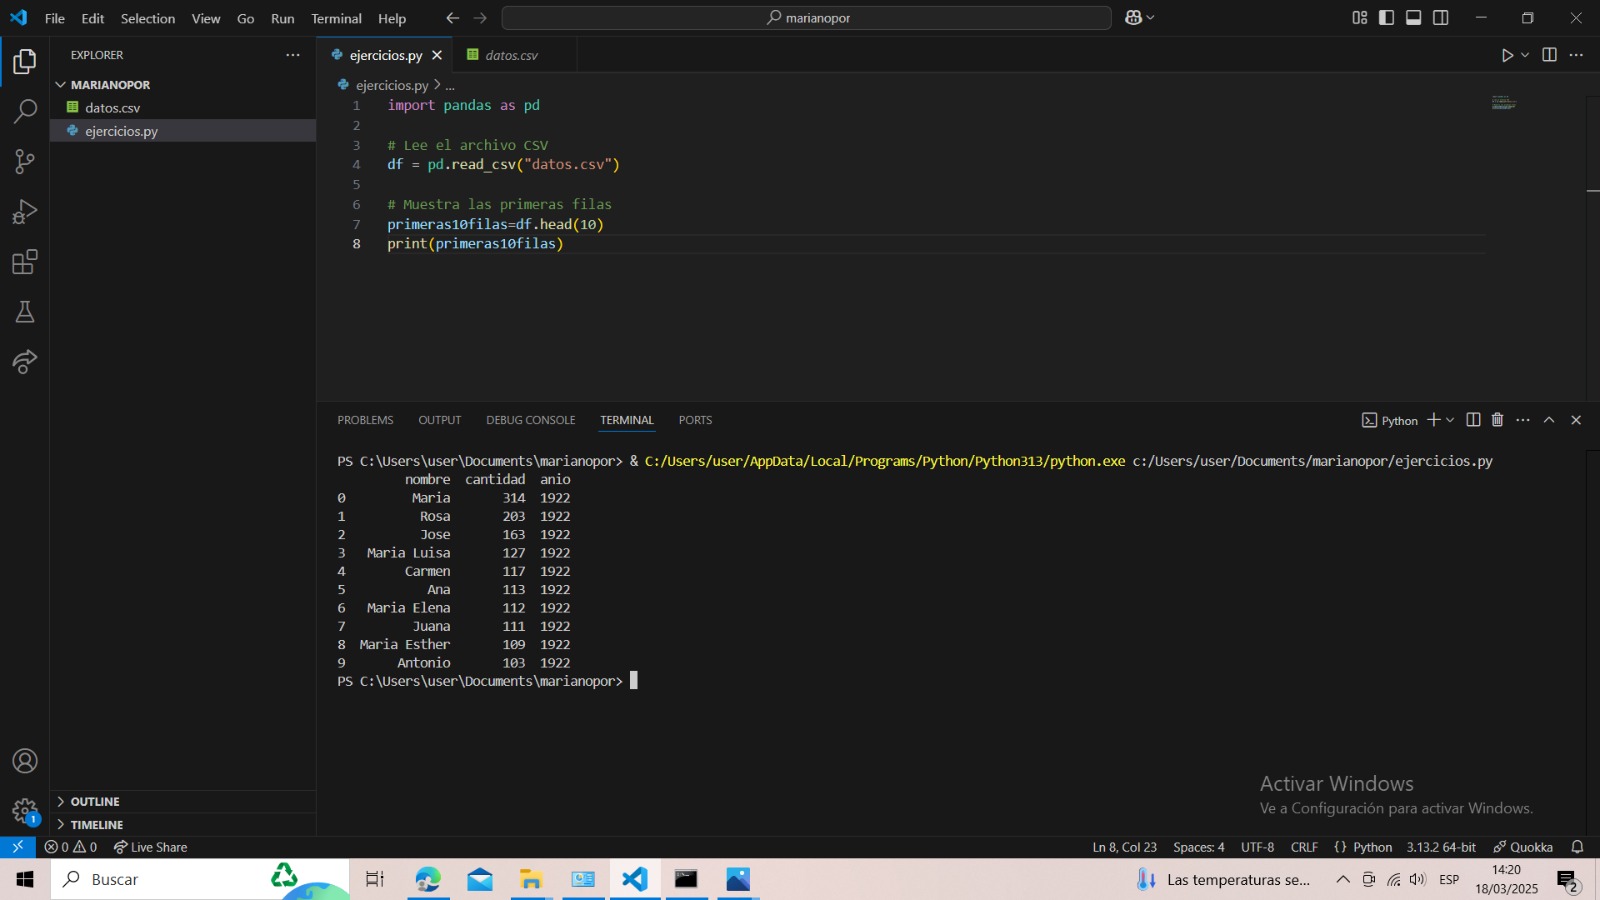 File Edit Selection View Go Run Terminal Help
marianopor
EXPLORER
MARIANOPOR
datos.csv
ejercicios.py
OUTLINE
TIMELINE
ejercicios.py
datos.csv
ejercicios.py > ...
1 import pandas as pd
2
3 # Lee el archivo CSV
4 df = pd.read_csv("datos.csv")
5
6 # Muestra las primeras filas
7 primeras10filas=df.head(10)
8 print(primeras10filas)
PROBLEMS OUTPUT DEBUG CONSOLE TERMINAL PORTS
Python
PS C:\Users\user\Documents\marianopor> & C:/Users/user/AppData/Local/Programs/Python/Python313/python.exe c:/Users/user/Documents/marianopor/ejercicios.py
nombre cantidad anio
0 Maria 314 1922
1 Rosa 203 1922
2 Jose 163 1922
3 Maria Luisa 127 1922
4 Carmen 117 1922
5 Ana 113 1922
6 Maria Elena 112 1922
7 Juana 111 1922
8 Maria Esther 109 1922
9 Antonio 103 1922
PS C:\Users\user\Documents\marianopor>
Activar Windows
Ve a Configuración para activar Windows.
1
0 0 Live Share
Ln 8, Col 23 Spaces: 4 UTF-8 CRLF {} Python 3.13.2 64-bit Quokka
Buscar
Las temperaturas se...
ESP
14:20
18/03/2025
2